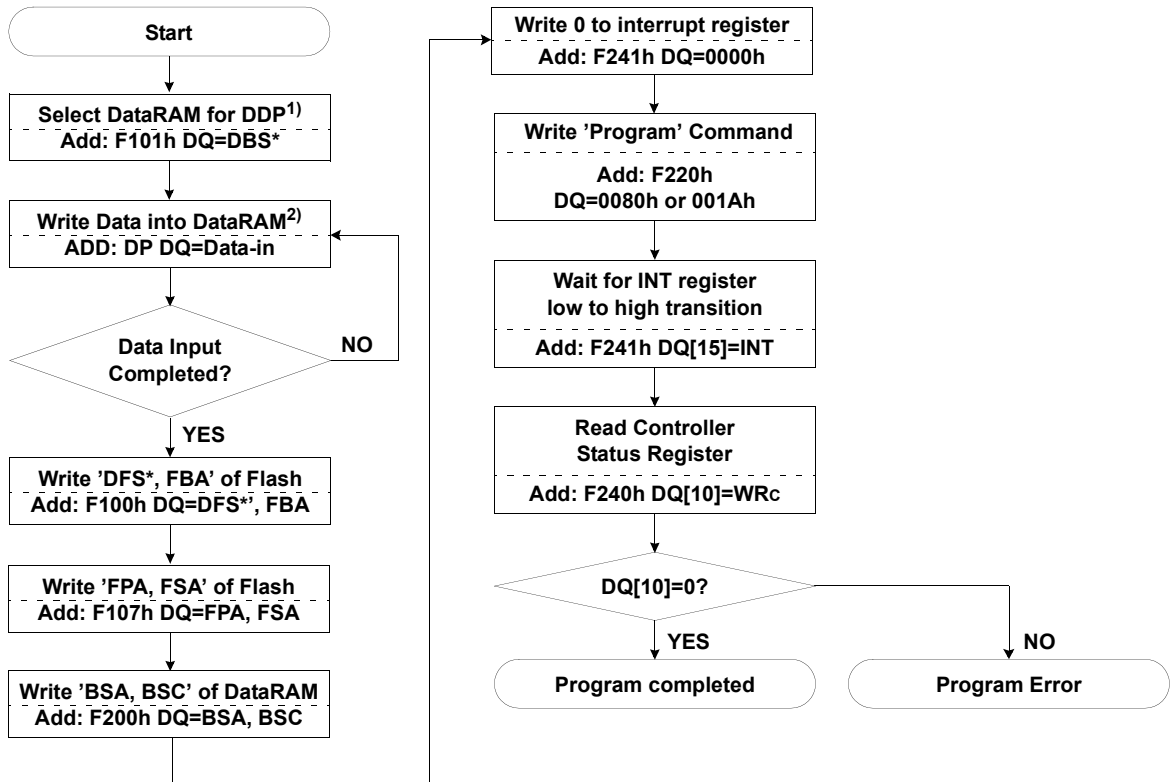 Start
Select DataRAM for DDP1)
Add: F101h DQ=DBS*
Write Data into DataRAM2)
ADD: DP DQ=Data-in
Data Input
Completed?
NO
YES
Write ’DFS*, FBA’ of Flash
Add: F100h DQ=DFS*’, FBA
Write ’FPA, FSA’ of Flash
Add: F107h DQ=FPA, FSA
Write ’BSA, BSC’ of DataRAM
Add: F200h DQ=BSA, BSC
Write 0 to interrupt register
Add: F241h DQ=0000h
Write ’Program’ Command
Add: F220h
DQ=0080h or 001Ah
Wait for INT register
low to high transition
Add: F241h DQ[15]=INT
Read Controller
Status Register
Add: F240h DQ[10]=WRc
DQ[10]=0?
YES
NO
Program completed
Program Error